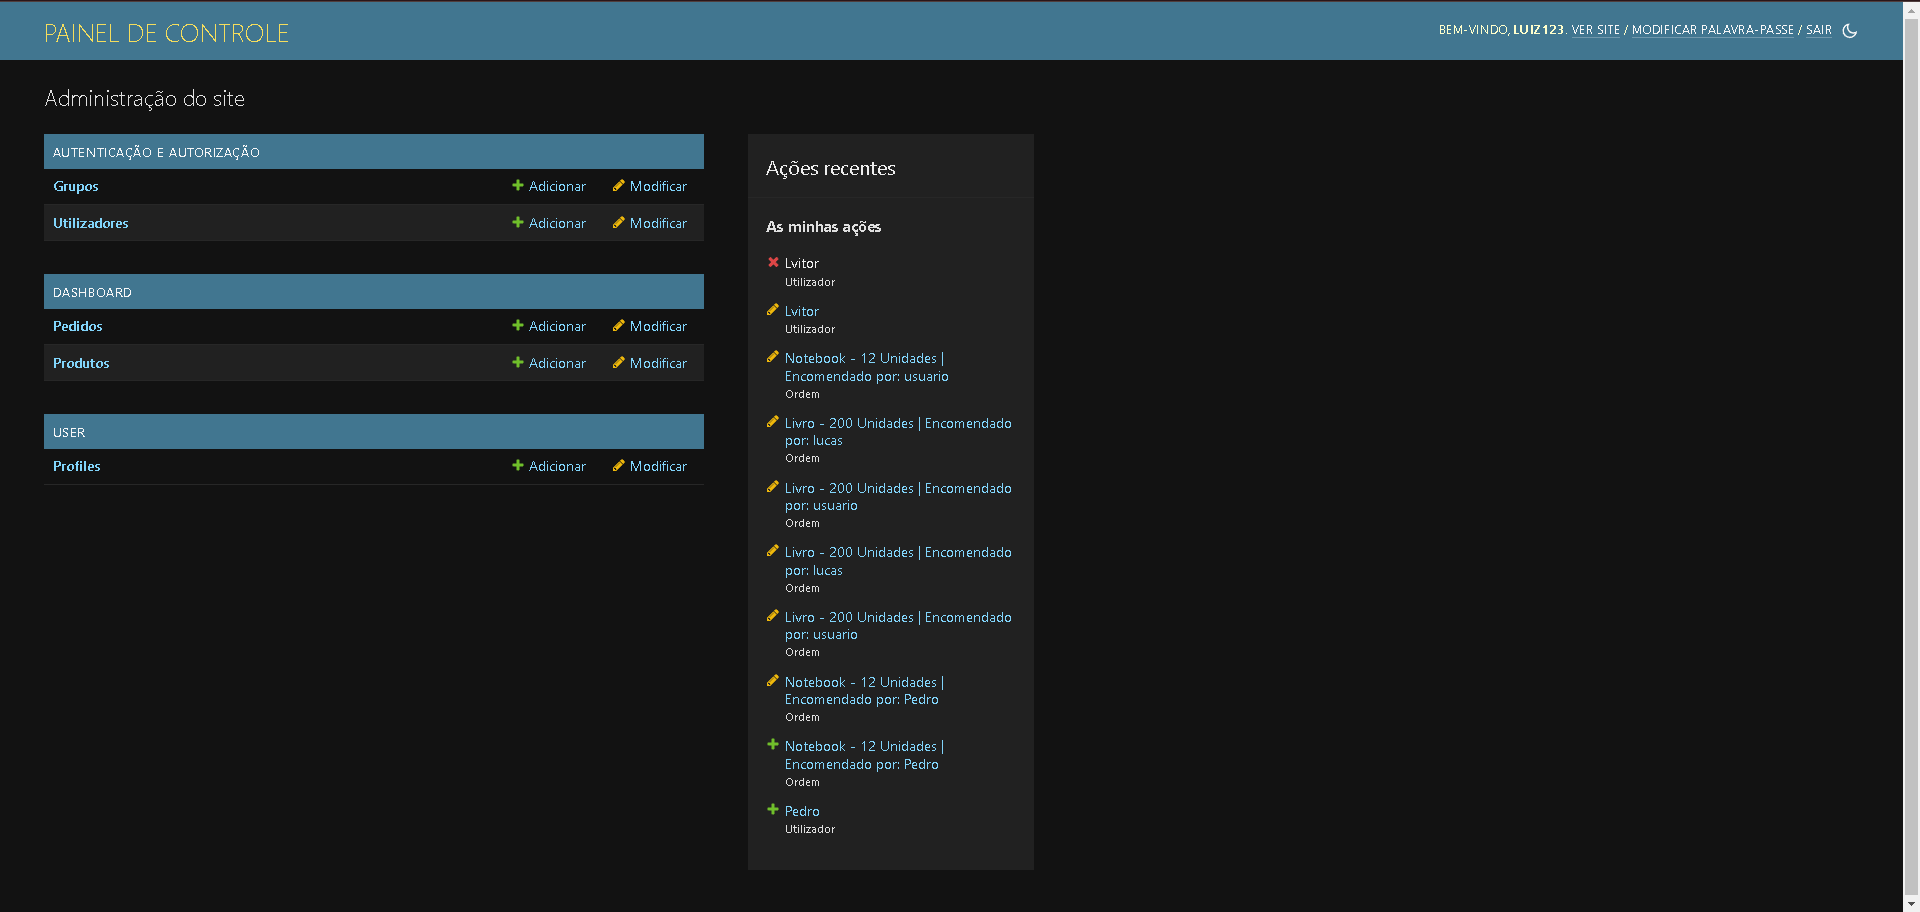 PAINEL DE CONTROLE
BEM-VINDO, LUIZ123. VER SITE / MODIFICAR PALAVRA-PASSE / SAIR
Administração do site
AUTENTICAÇÃO E AUTORIZAÇÃO
Grupos Adicionar Modificar
Utilizadores Adicionar Modificar
DASHBOARD
Pedidos Adicionar Modificar
Produtos Adicionar Modificar
USER
Profiles Adicionar Modificar
Ações recentes
As minhas ações
Lvitor
Utilizador
Lvitor
Utilizador
Notebook - 12 Unidades |
Encomendado por: usuario
Ordem
Livro - 200 Unidades | Encomendado
por: lucas
Ordem
Livro - 200 Unidades | Encomendado
por: usuario
Ordem
Livro - 200 Unidades | Encomendado
por: lucas
Ordem
Livro - 200 Unidades | Encomendado
por: usuario
Ordem
Notebook - 12 Unidades |
Encomendado por: Pedro
Ordem
Notebook - 12 Unidades |
Encomendado por: Pedro
Ordem
Pedro
Utilizador